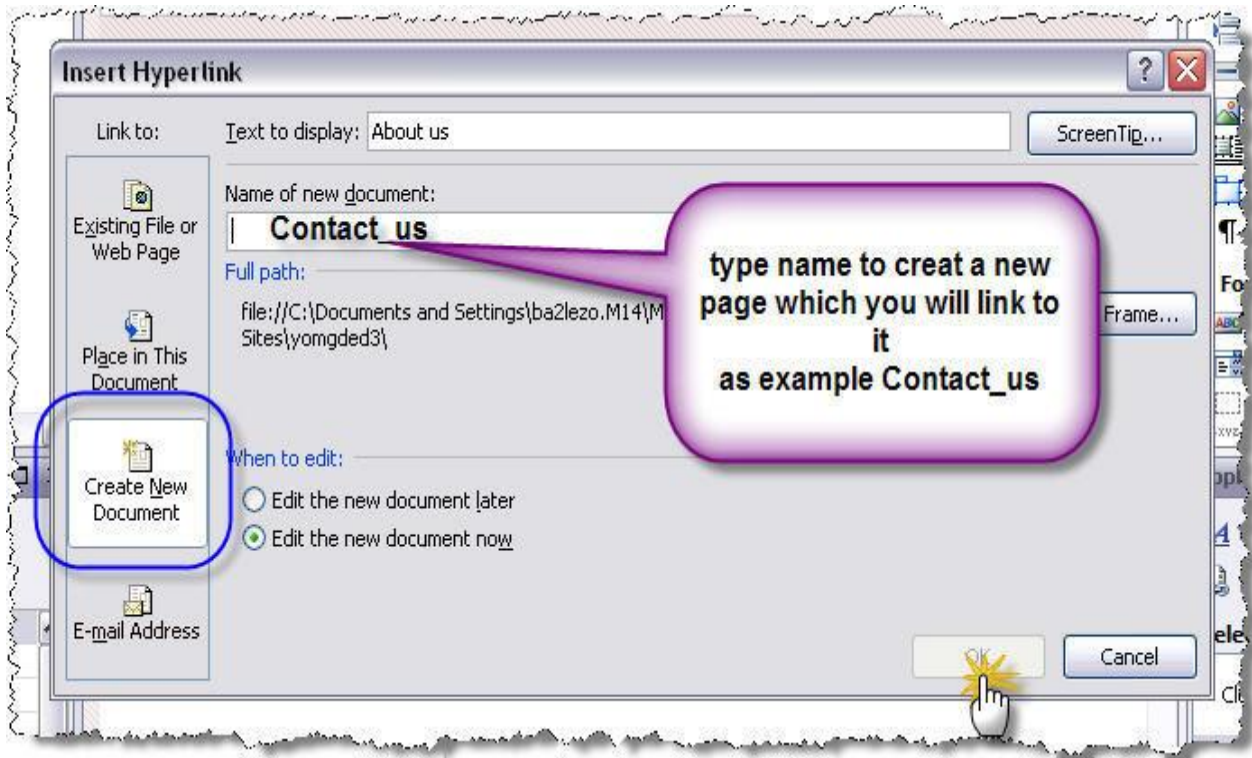 Insert Hyperlink
Link to:
Text to display: About us
ScreenTip...
Existing File or
Web Page
Name of new document:
Contact_us
type name to creat a new
page which you will link to
it
as example Contact_us
Full path:
file://C:\Documents and Settings\ba2lezo.M14\M
Sites\yomgded3\
Frame...
Place in This
Document
Create New
Document
When to edit:
Edit the new document later
Edit the new document now
E-mail Address
OK
Cancel